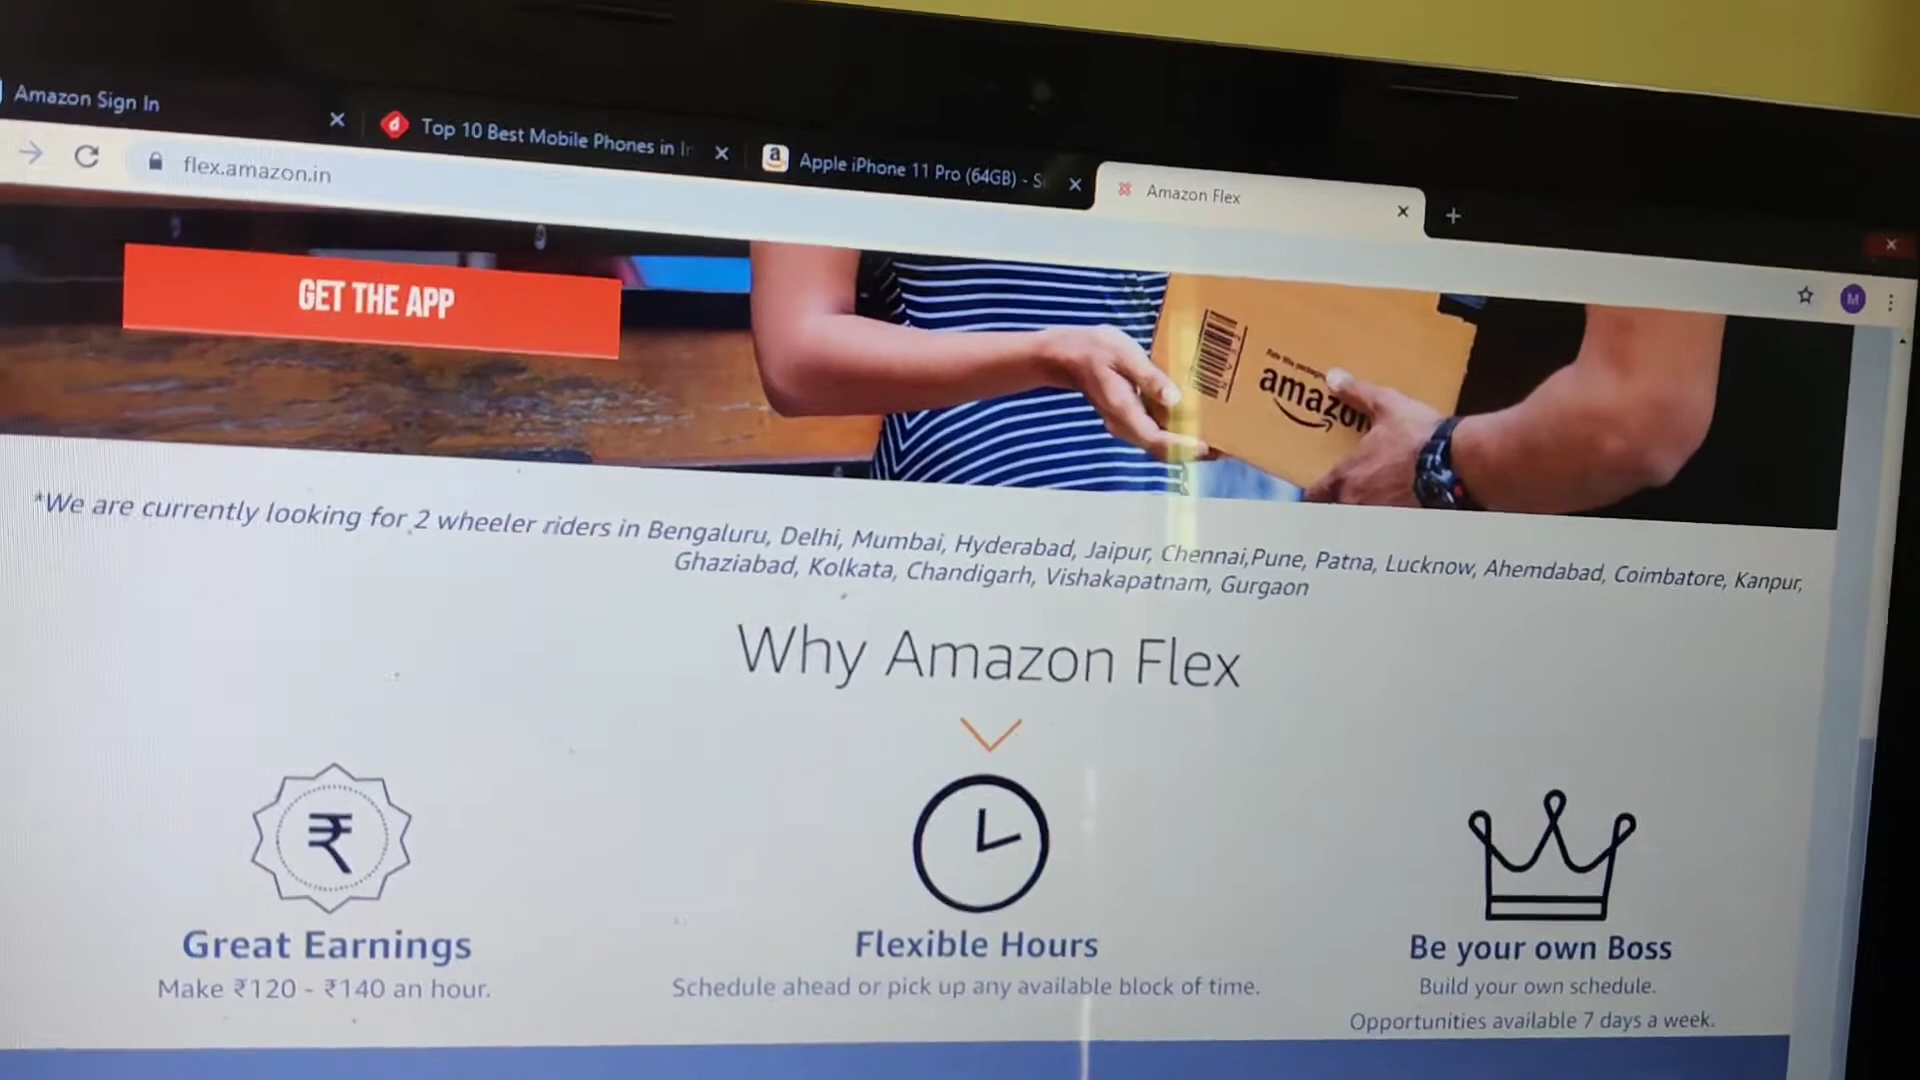 Amazon Sign In
Top 10 Best Mobile Phones in In
Apple iPhone 11 Pro (64GB) - S
Amazon Flex
flex.amazon.in
M
GET THE APP
amazon
*We are currently looking for 2 wheeler riders in Bengaluru, Delhi, Mumbai, Hyderabad, Jaipur, Chennai,Pune, Patna, Lucknow, Ahemdabad, Coimbatore, Kanpur,
Ghaziabad, Kolkata, Chandigarh, Vishakapatnam, Gurgaon
Why Amazon Flex
₹
Great Earnings
Make ₹120 - ₹140 an hour.
Flexible Hours
Schedule ahead or pick up any available block of time.
Be your own Boss
Build your own schedule.
Opportunities available 7 days a week.